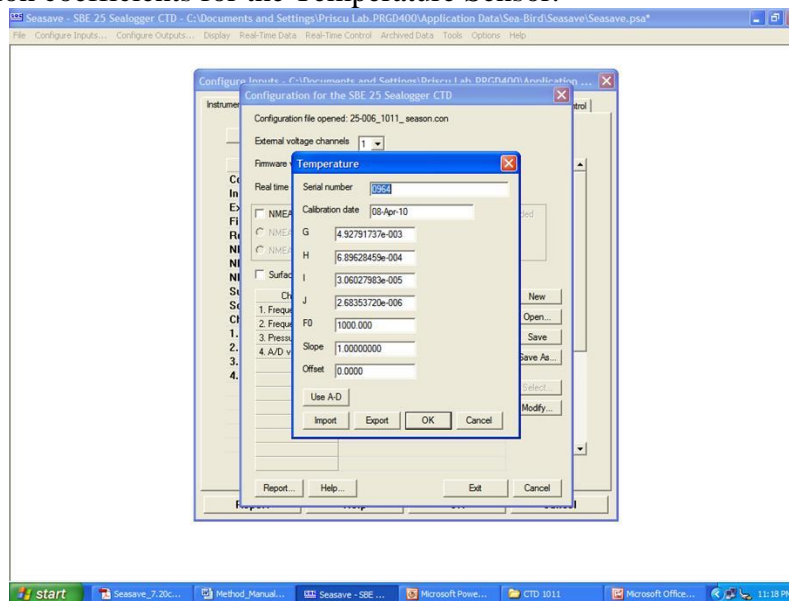 on coefficients for the Temperature Sensor.
Seasave - SBE 25 Sealogger CTD - C:\Documents and Settings\Priscu Lab.PRGD400\Application Data\Sea-Bird\Seasave\Seasave.psa*
File Configure Inputs... Configure Outputs... Display Real-Time Data Real-Time Control Archived Data Tools Options Help
Configure Inputs - C:\Documents and Settings\Priscu Lab.PRGD400\Application ...
Configuration for the SBE 25 Sealogger CTD
Configuration file opened: 25-006_1011_ season.con
External voltage channels 1
Firmware
Real time
NMEA
NMEA
NMEA
Surfac
Ch
1. Freque
2. Freque
3. Pressu
4. A/D v
Temperature
Serial number 0964
Calibration date 08-Apr-10
G 4.92791737e-003
H 6.89628459e-004
I 3.06027983e-005
J 2.68353720e-006
F0 1000.000
Slope 1.00000000
Offset 0.0000
Use A-D
Import Export OK Cancel
New
Open...
Save
Save As...
Select...
Modify...
Report... Help... Exit Cancel
start Seasave_7.20c... Method_Manual... Seasave - SBE ... Microsoft Powe... CTD 1011 Microsoft Office... 11:18 PM